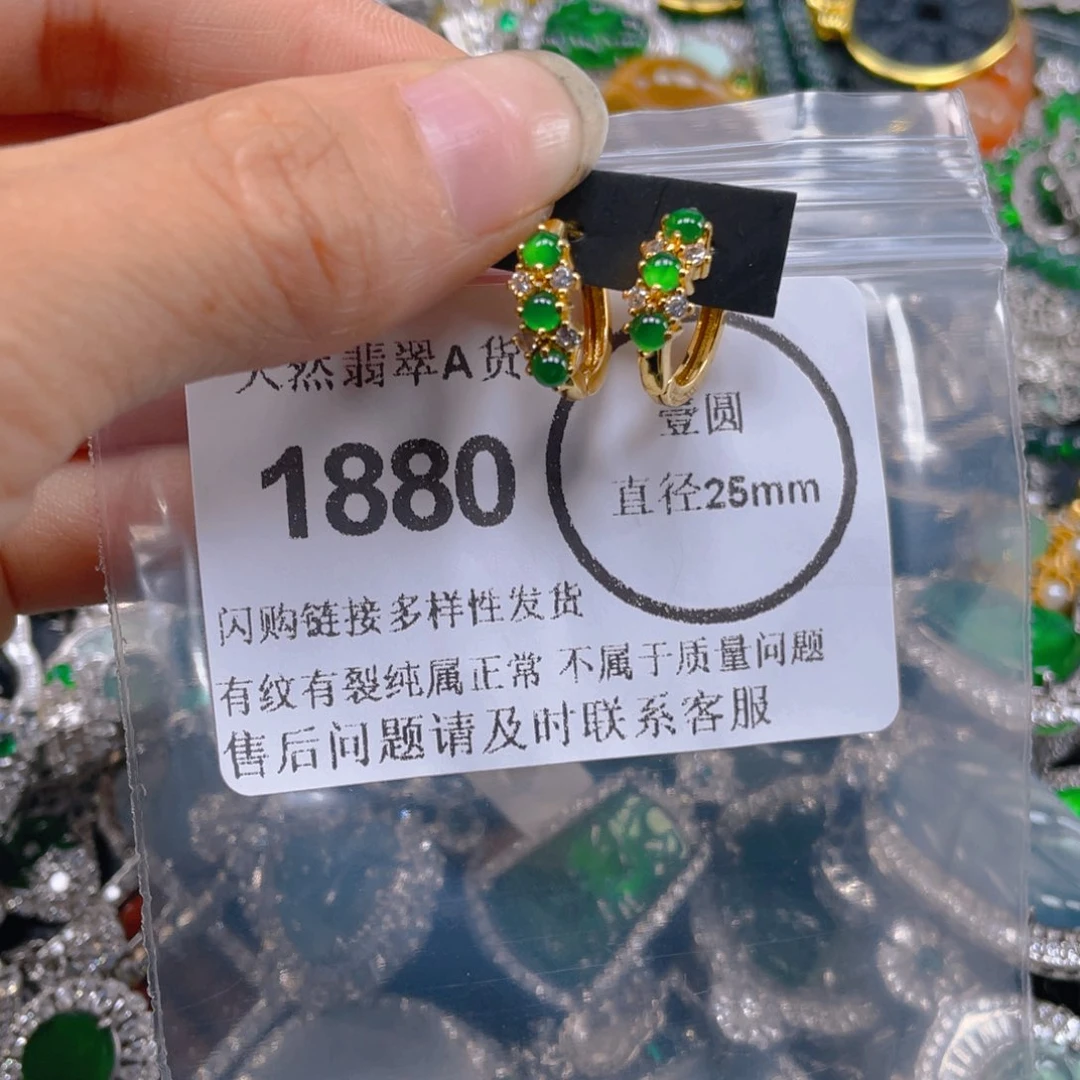 天然翡翠A货
1880
壹圆
直径25mm
闪购链接多样性发货
有纹有裂纯属正常 不属于质量问题
售后问题请及时联系客服